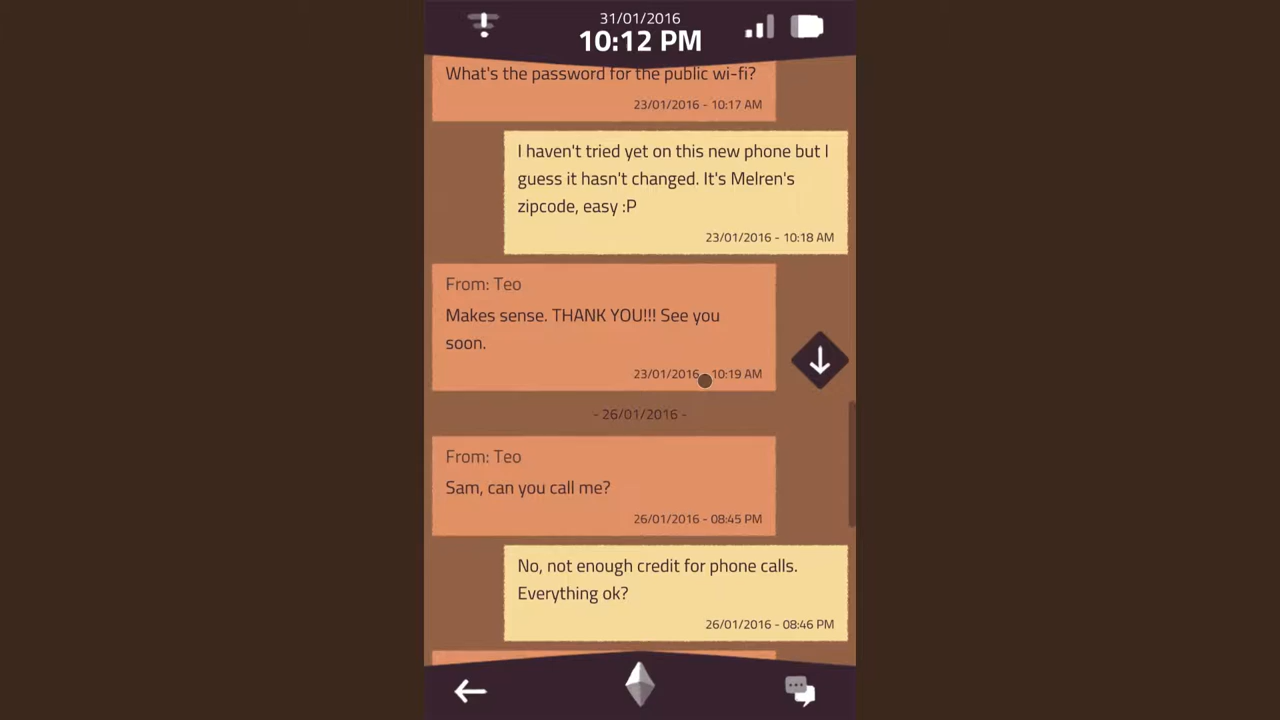 31/01/2016
10:12 PM
What's the password for the public wi-fi?
23/01/2016 - 10:17 AM
I haven't tried yet on this new phone but I
guess it hasn't changed. It's Melren's
zipcode, easy :P
23/01/2016 - 10:18 AM
From: Teo
Makes sense. THANK YOU!!! See you
soon.
23/01/2016 - 10:19 AM
- 26/01/2016 -
From: Teo
Sam, can you call me?
26/01/2016 - 08:45 PM
No, not enough credit for phone calls.
Everything ok?
26/01/2016 - 08:46 PM